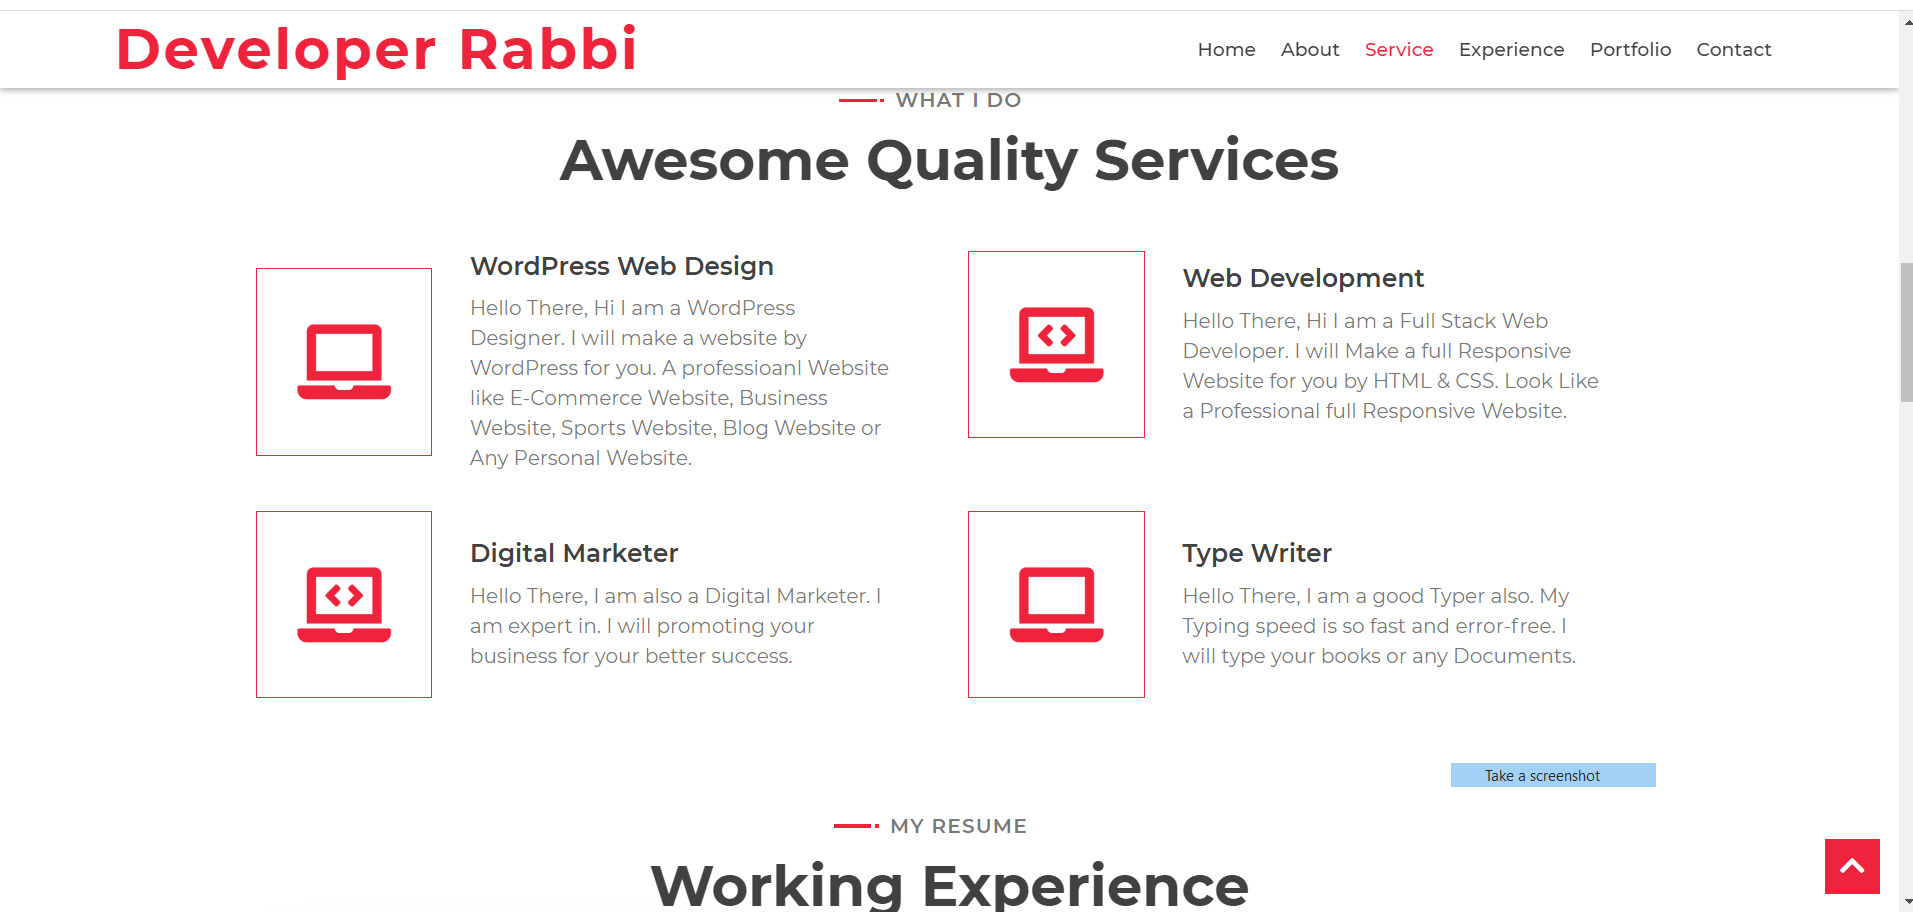 Developer Rabbi
Home About Service Experience Portfolio Contact
WHAT I DO
Awesome Quality Services
WordPress Web Design
Hello There, Hi I am a WordPress
Designer. I will make a website by
WordPress for you. A professioanl Website
like E-Commerce Website, Business
Website, Sports Website, Blog Website or
Any Personal Website.
Web Development
Hello There, Hi I am a Full Stack Web
Developer. I will Make a full Responsive
Website for you by HTML & CSS. Look Like
a Professional full Responsive Website.
Digital Marketer
Hello There, I am also a Digital Marketer. I
am expert in. I will promoting your
business for your better success.
Type Writer
Hello There, I am a good Typer also. My
Typing speed is so fast and error-free. I
will type your books or any Documents.
Take a screenshot
MY RESUME
Working Experience